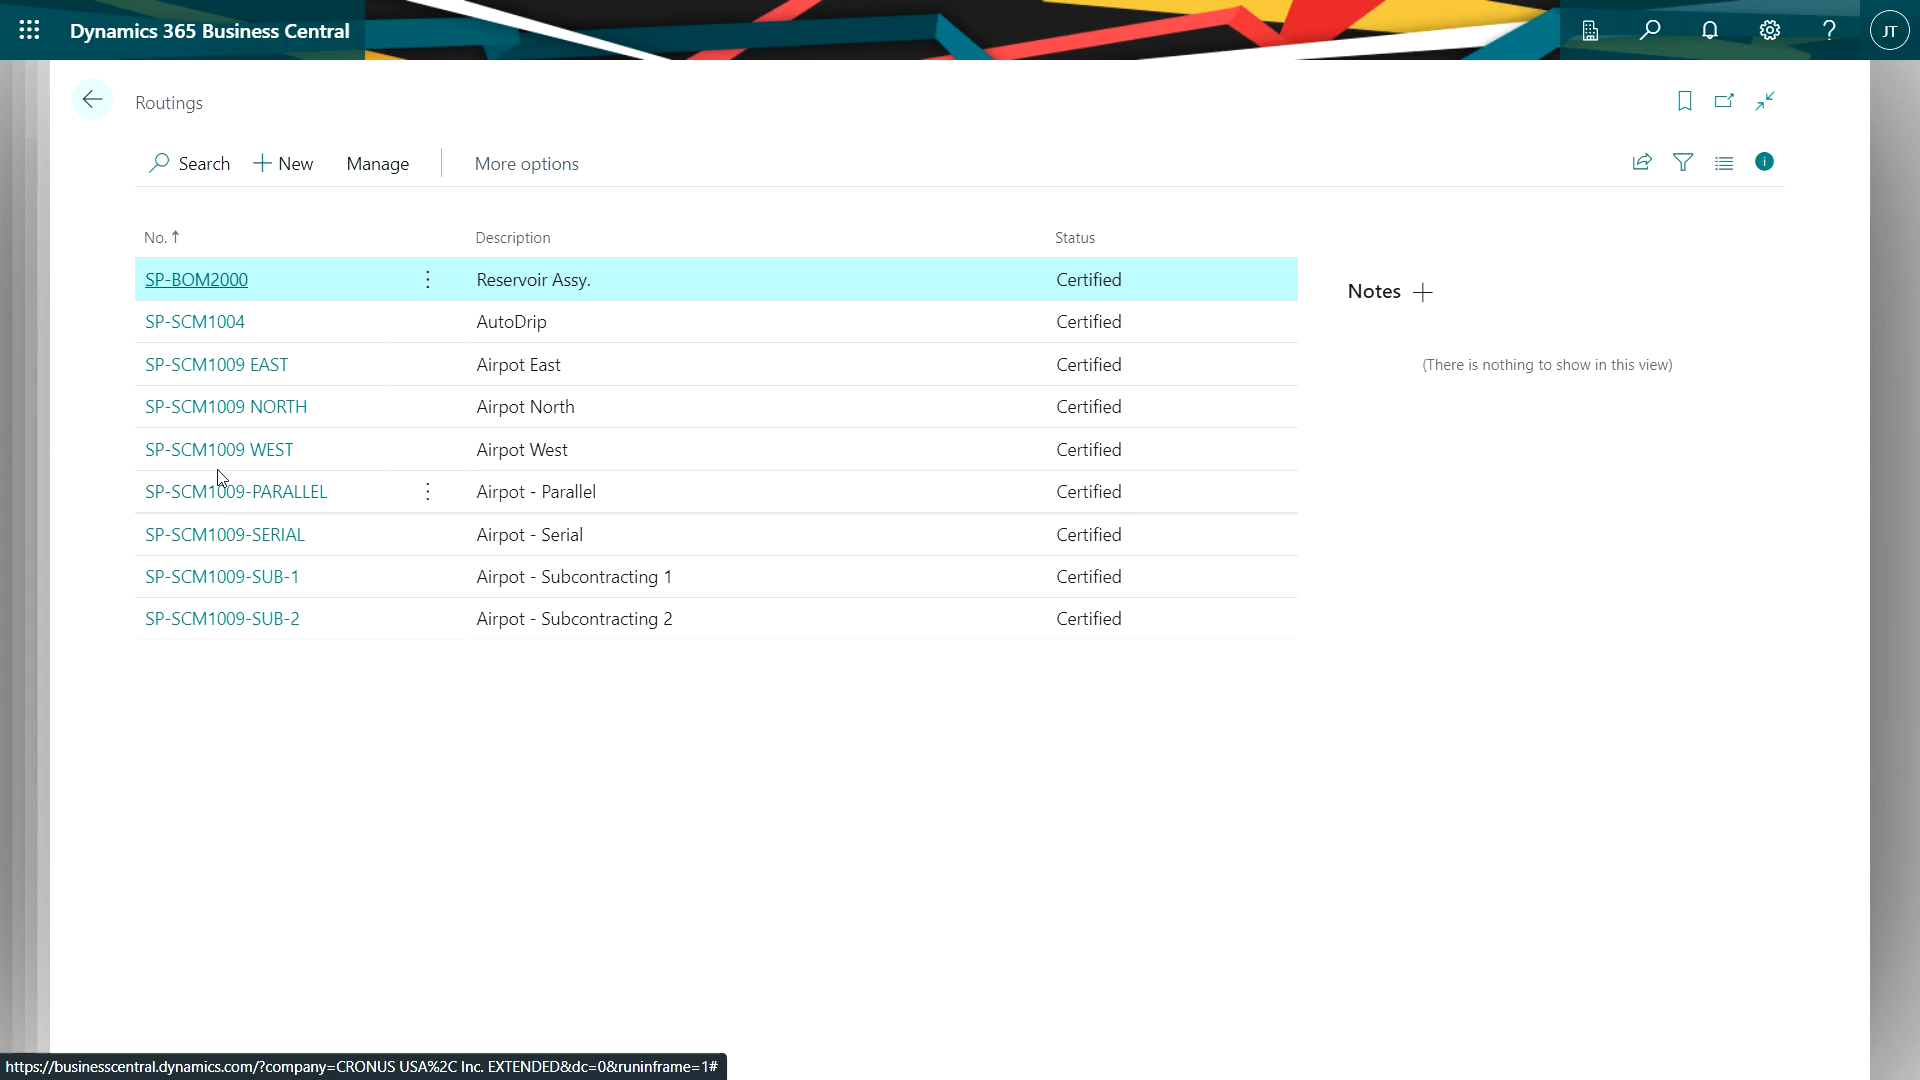 Dynamics 365 Business Central
JT
Routings
Search New Manage More options
No. ↑ Description Status
SP-BOM2000 Reservoir Assy. Certified
SP-SCM1004 AutoDrip Certified
SP-SCM1009 EAST Airpot East Certified
SP-SCM1009 NORTH Airpot North Certified
SP-SCM1009 WEST Airpot West Certified
SP-SCM1009-PARALLEL Airpot - Parallel Certified
SP-SCM1009-SERIAL Airpot - Serial Certified
SP-SCM1009-SUB-1 Airpot - Subcontracting 1 Certified
SP-SCM1009-SUB-2 Airpot - Subcontracting 2 Certified
Notes
(There is nothing to show in this view)
https://businesscentral.dynamics.com/?company=CRONUS USA%2C Inc. EXTENDED&dc=0&runinframe=1#